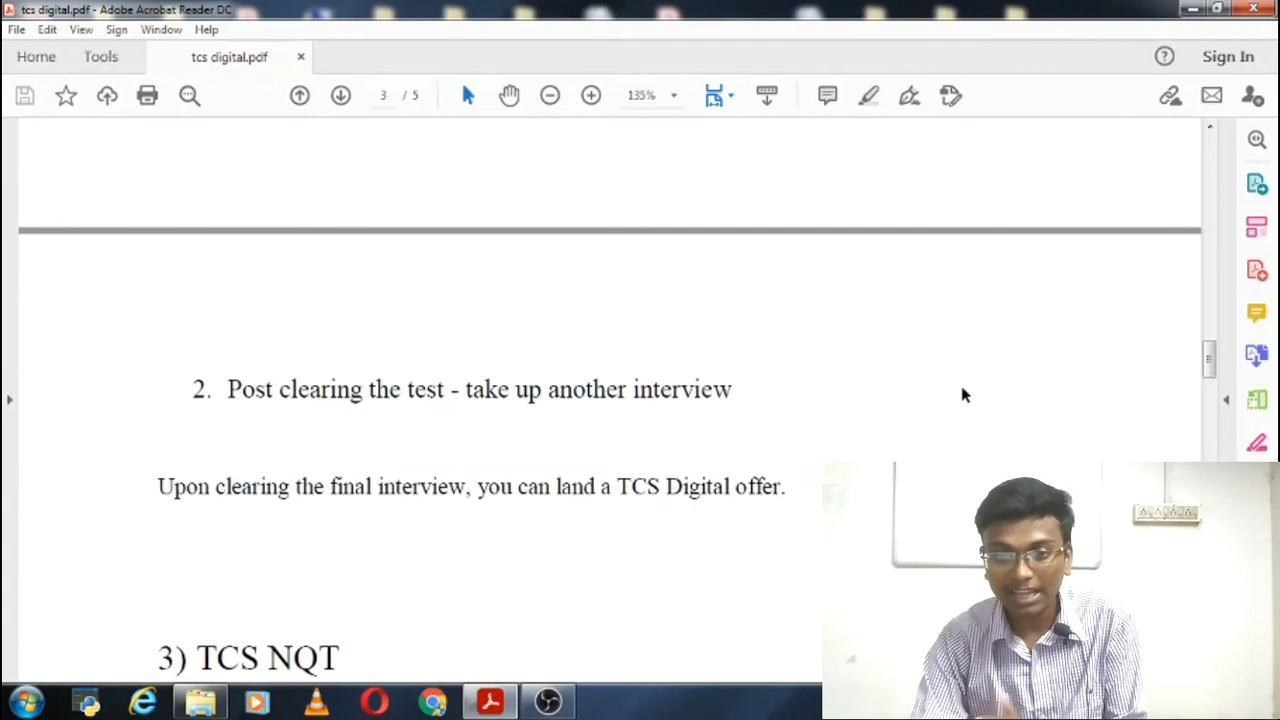 tcs digital.pdf - Adobe Acrobat Reader DC
File Edit View Sign Window Help
Home Tools tcs digital.pdf Sign In
3 / 5 135%
2. Post clearing the test - take up another interview
Upon clearing the final interview, you can land a TCS Digital offer.
3) TCS NQT